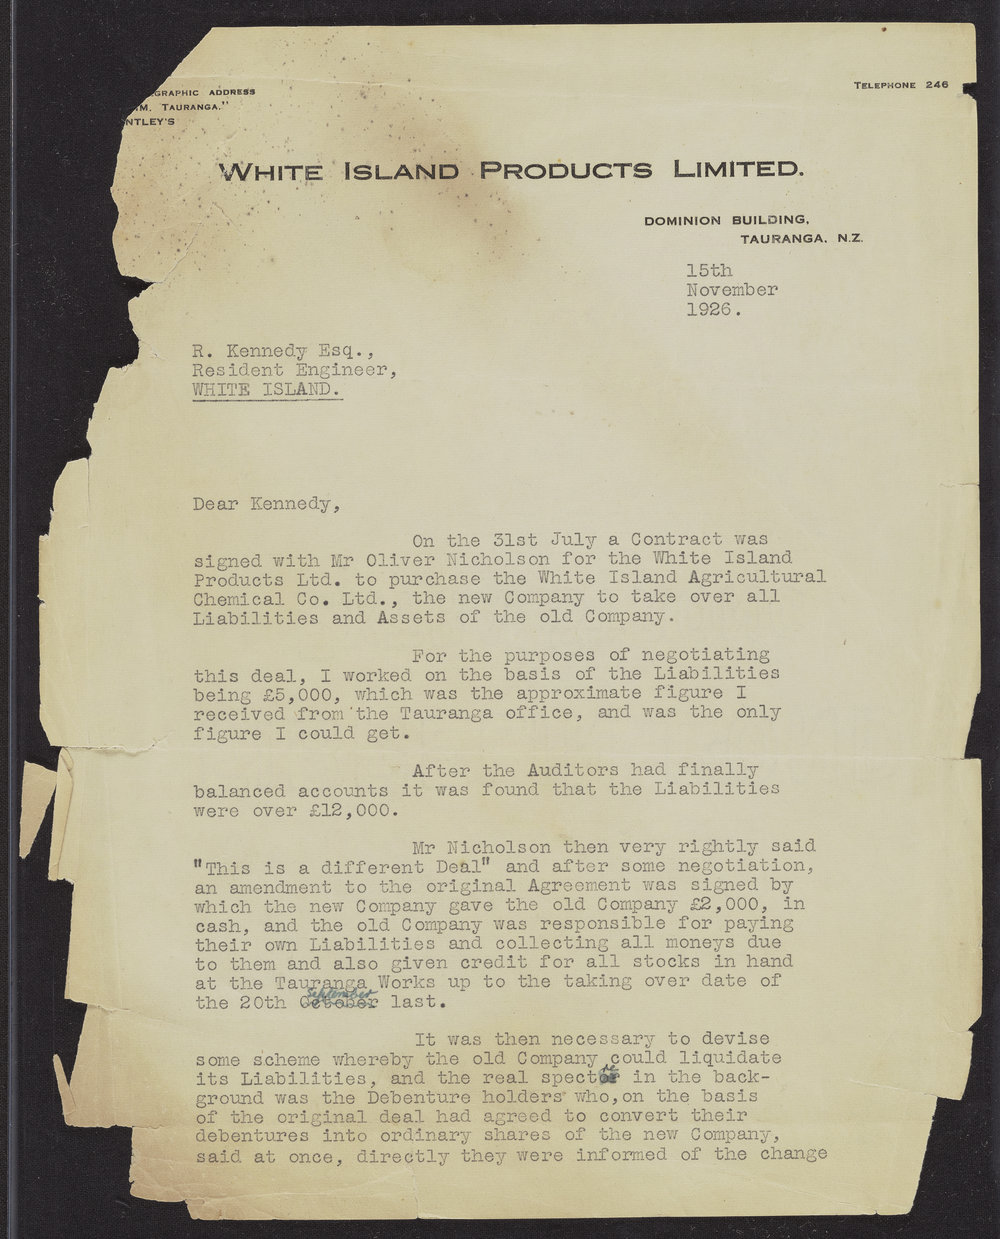 GRAPHIC ADDRESS
M, TAURANGA."
NTLEY'S
TELEPHONE 246
WHITE ISLAND PRODUCTS LIMITED.
DOMINION BUILDING,
TAURANGA, N.Z.
15th
November
1926.
R. Kennedy Esq.,
Resident Engineer,
WHITE ISLAND.
Dear Kennedy,
On the 31st July a Contract was
signed with Mr Oliver Nicholson for the White Island
Products Ltd. to purchase the White Island Agricultural
Chemical Co. Ltd., the new Company to take over all
Liabilities and Assets of the old Company.
For the purposes of negotiating
this deal, I worked on the basis of the Liabilities
being £5,000, which was the approximate figure I
received from the Tauranga office, and was the only
figure I could get.
After the Auditors had finally
balanced accounts it was found that the Liabilities
were over £12,000.
Mr Nicholson then very rightly said
"This is a different Deal" and after some negotiation,
an amendment to the original Agreement was signed by
which the new Company gave the old Company £2,000, in
cash, and the old Company was responsible for paying
their own Liabilities and collecting all moneys due
to them and also given credit for all stocks in hand
at the Tauranga Works up to the taking over date of
September
the 20th October last.
It was then necessary to devise
some scheme whereby the old Company could liquidate
its Liabilities, and the real spectre in the back-
ground was the Debenture holders who,on the basis
of the original deal had agreed to convert their
debentures into ordinary shares of the new Company,
said at once, directly they were informed of the change